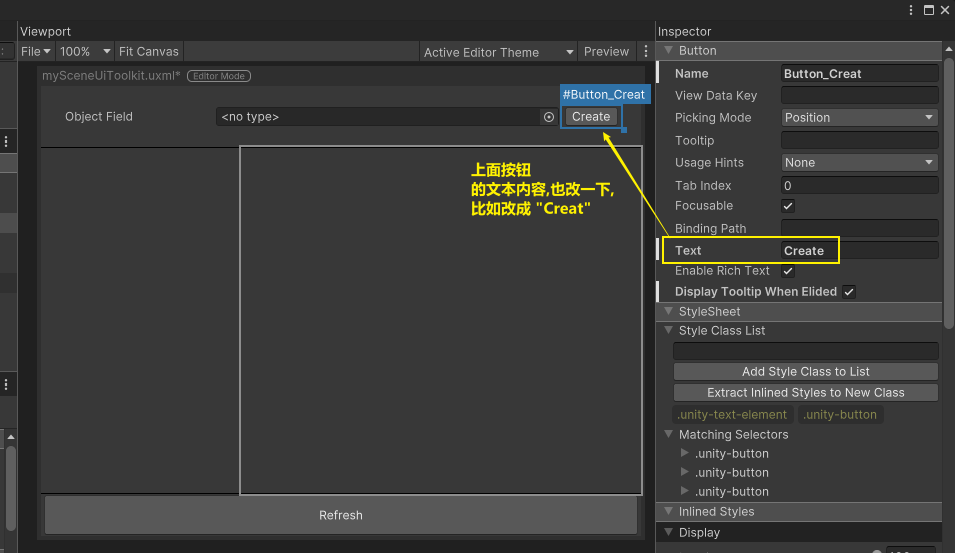 Viewport
File
100%
Fit Canvas
Active Editor Theme
Preview
mySceneUiToolkit.uxml*
Editor Mode
#Button_Creat
Object Field
<no type>
Create
上面按钮
的文本内容,也改一下,
比如改成 "Creat"
Refresh
Inspector
Button
Name
Button_Creat
View Data Key
Picking Mode
Position
Tooltip
Usage Hints
None
Tab Index
0
Focusable
Binding Path
Text
Create
Enable Rich Text
Display Tooltip When Elided
StyleSheet
Style Class List
Add Style Class to List
Extract Inlined Styles to New Class
.unity-text-element
.unity-button
Matching Selectors
.unity-button
.unity-button
.unity-button
Inlined Styles
Display